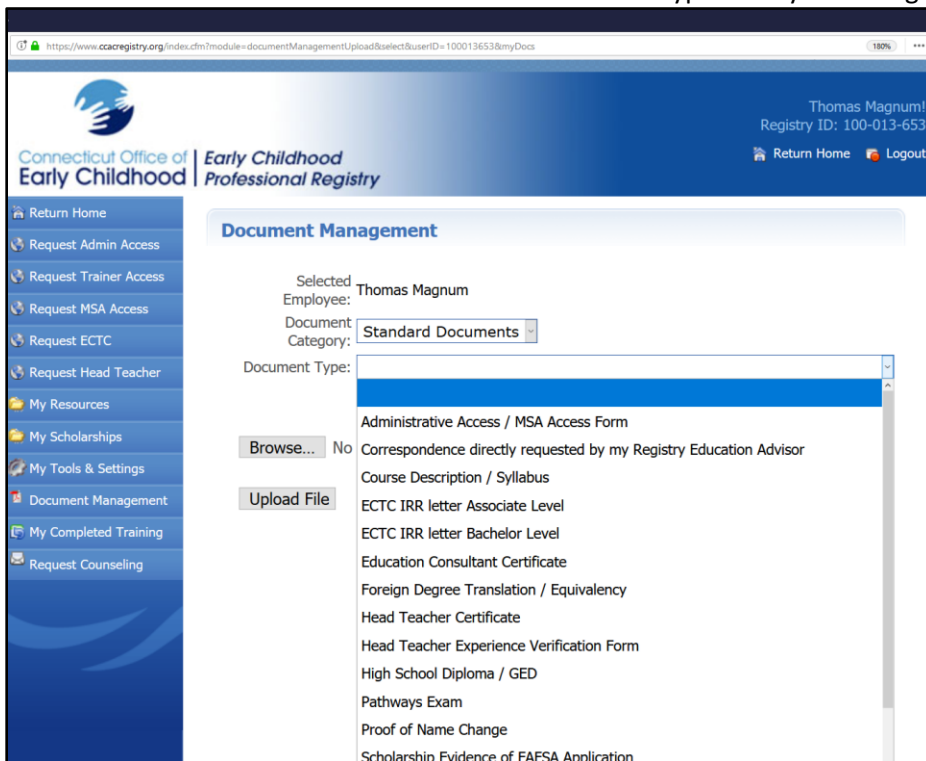 https://www.ccacregistry.org/index.cfm?module=documentManagementUpload&select&userID=100013653&myDocs
180%
Thomas Magnum!
Registry ID: 100-013-653
Return Home
Logout
Connecticut Office of
Early Childhood
Early Childhood
Professional Registry
Return Home
Request Admin Access
Request Trainer Access
Request MSA Access
Request ECTC
Request Head Teacher
My Resources
My Scholarships
My Tools & Settings
Document Management
My Completed Training
Request Counseling
Document Management
Selected
Employee:
Thomas Magnum
Document
Category:
Standard Documents
Document Type:
Browse... No
Upload File
Administrative Access / MSA Access Form
Correspondence directly requested by my Registry Education Advisor
Course Description / Syllabus
ECTC IRR letter Associate Level
ECTC IRR letter Bachelor Level
Education Consultant Certificate
Foreign Degree Translation / Equivalency
Head Teacher Certificate
Head Teacher Experience Verification Form
High School Diploma / GED
Pathways Exam
Proof of Name Change
Scholarship Evidence of FAFSA Application